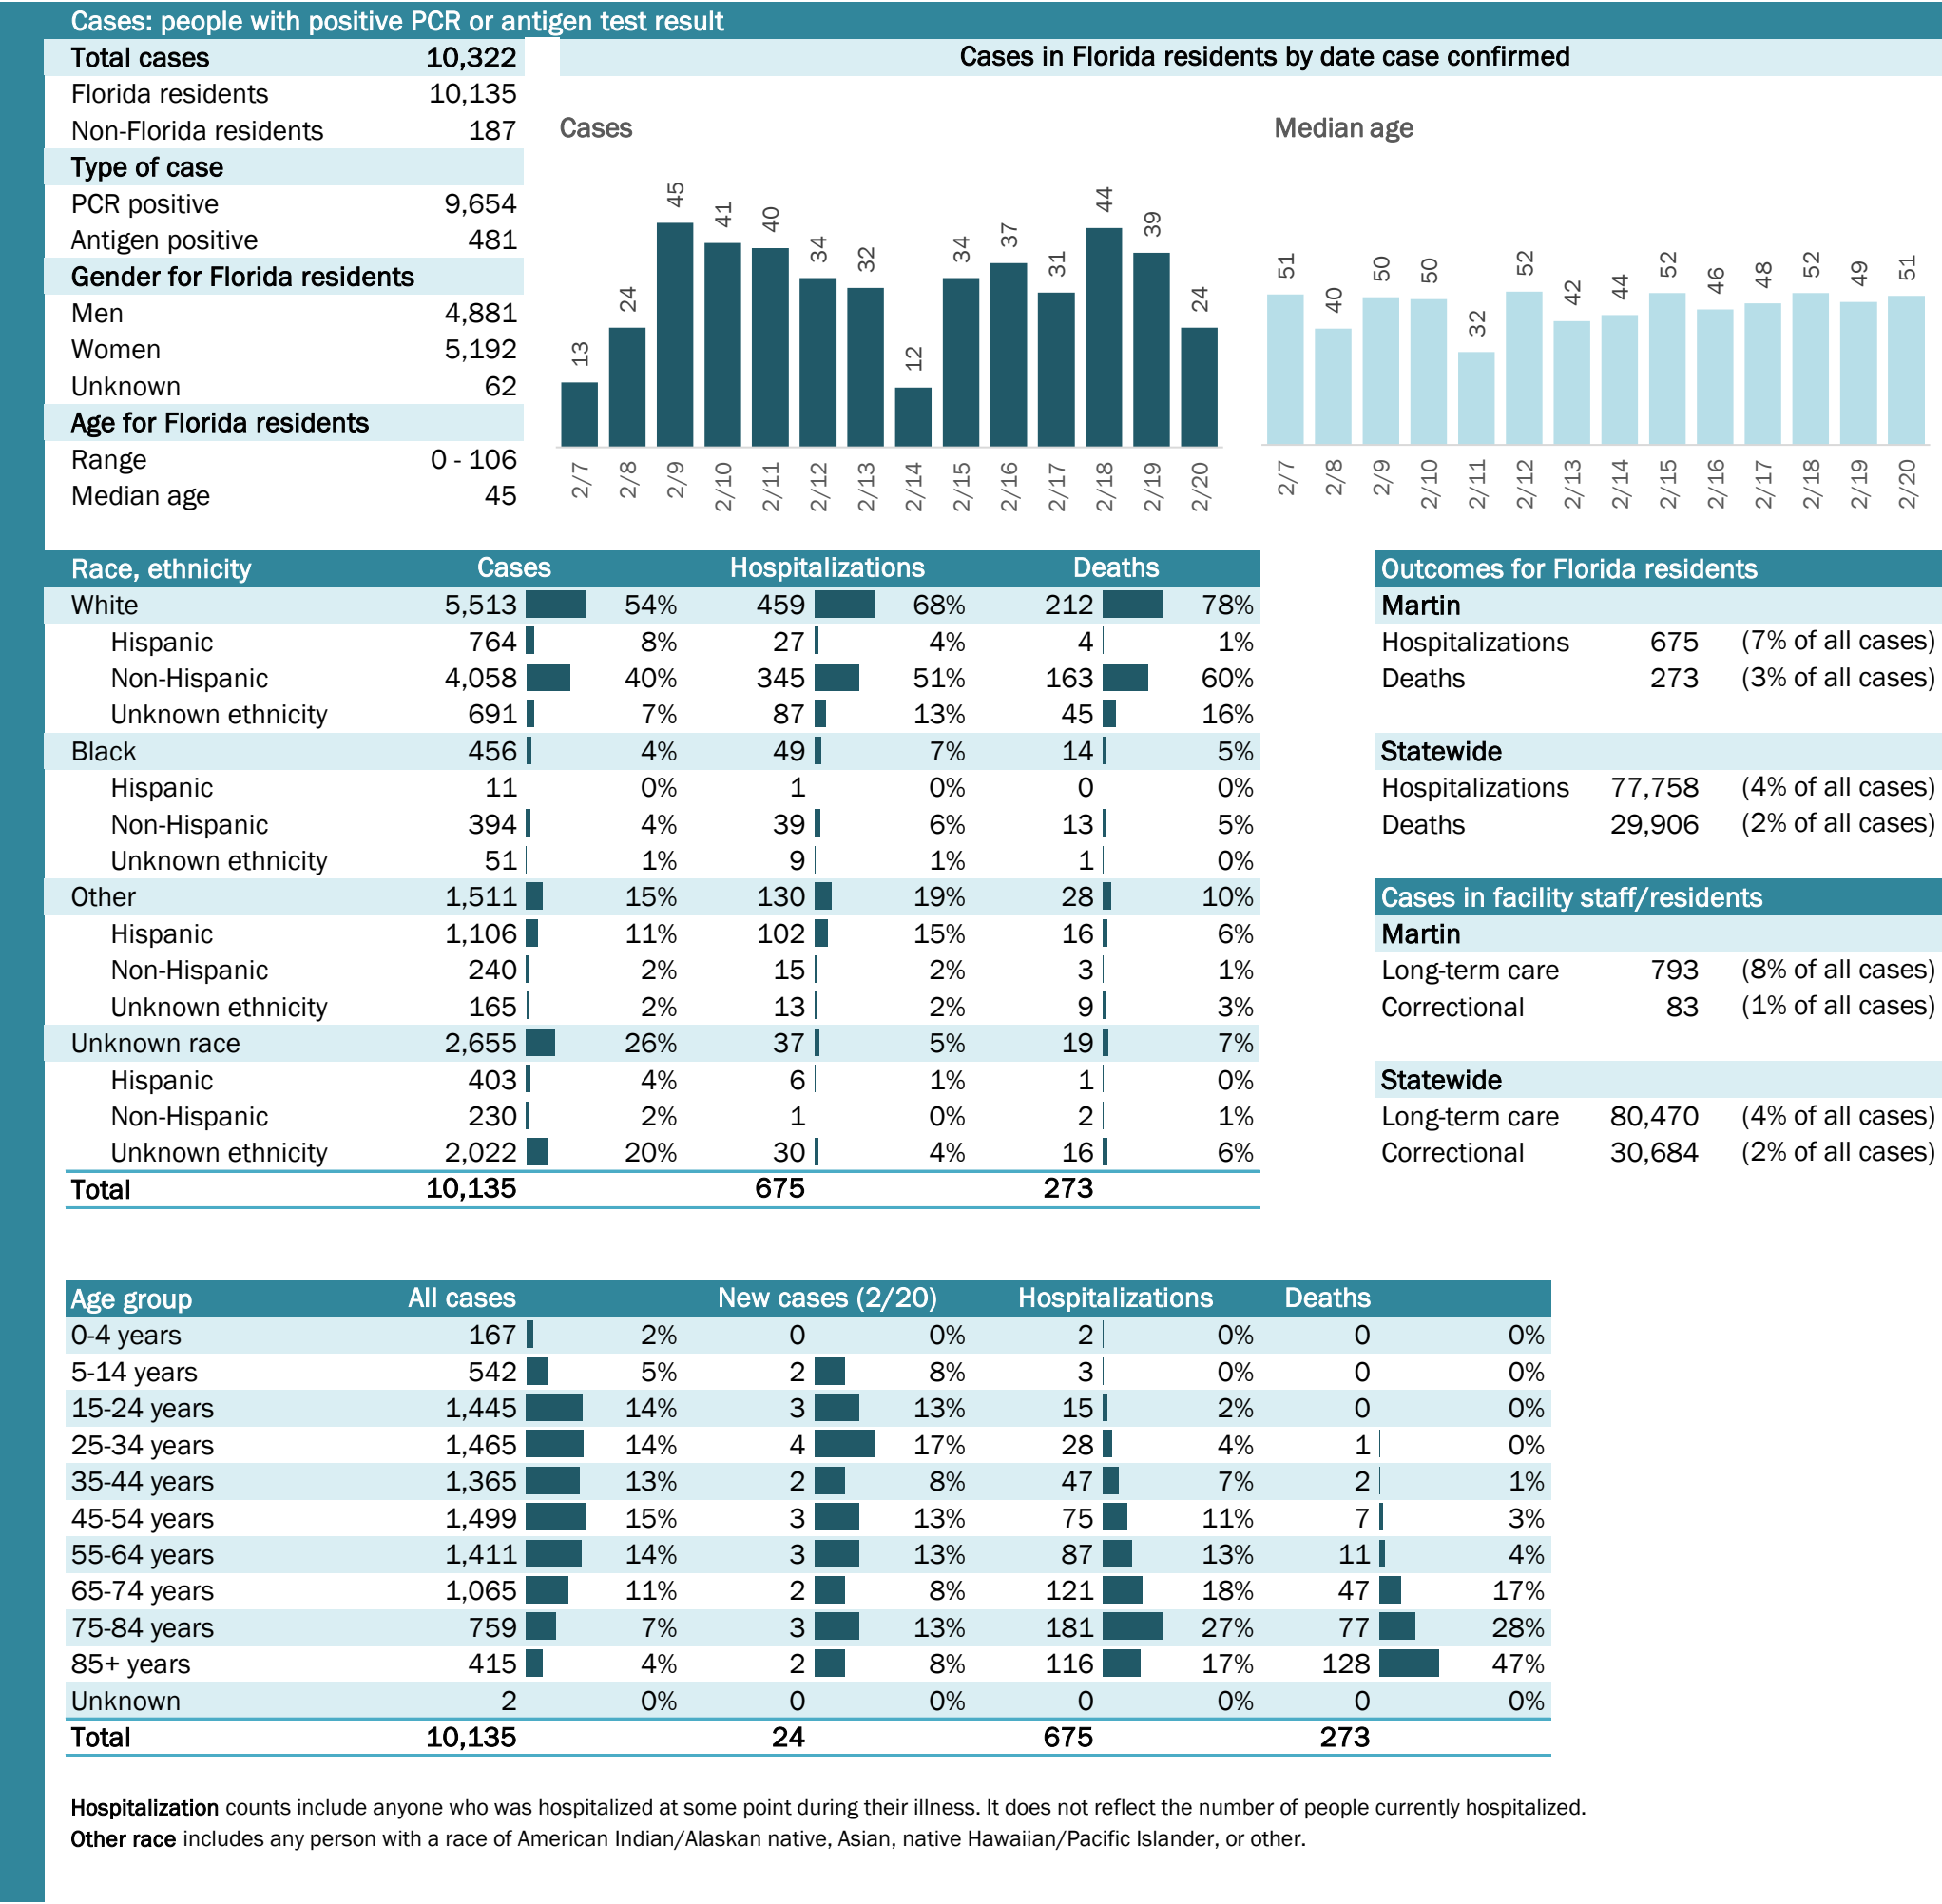 Cases: people with positive PCR or antigen test result
Total cases 10,322
Florida residents 10,135
Non-Florida residents 187
Type of case
PCR positive 9,654
Antigen positive 481
Gender for Florida residents
Men 4,881
Women 5,192
Unknown 62
Age for Florida residents
Range 0 - 106
Median age 45
Cases in Florida residents by date case confirmed
Cases
13 24 45 41 40 34 32 12 34 37 31 44 39 24
2/7 2/8 2/9 2/10 2/11 2/12 2/13 2/14 2/15 2/16 2/17 2/18 2/19 2/20
Median age
51 40 50 50 32 52 42 44 52 46 48 52 49 51
2/7 2/8 2/9 2/10 2/11 2/12 2/13 2/14 2/15 2/16 2/17 2/18 2/19 2/20
Race, ethnicity Cases Hospitalizations Deaths
White 5,513 54% 459 68% 212 78%
Hispanic 764 8% 27 4% 4 1%
Non-Hispanic 4,058 40% 345 51% 163 60%
Unknown ethnicity 691 7% 87 13% 45 16%
Black 456 4% 49 7% 14 5%
Hispanic 11 0% 1 0% 0 0%
Non-Hispanic 394 4% 39 6% 13 5%
Unknown ethnicity 51 1% 9 1% 1 0%
Other 1,511 15% 130 19% 28 10%
Hispanic 1,106 11% 102 15% 16 6%
Non-Hispanic 240 2% 15 2% 3 1%
Unknown ethnicity 165 2% 13 2% 9 3%
Unknown race 2,655 26% 37 5% 19 7%
Hispanic 403 4% 6 1% 1 0%
Non-Hispanic 230 2% 1 0% 2 1%
Unknown ethnicity 2,022 20% 30 4% 16 6%
Total 10,135 675 273
Outcomes for Florida residents
Martin
Hospitalizations 675 (7% of all cases)
Deaths 273 (3% of all cases)
Statewide
Hospitalizations 77,758 (4% of all cases)
Deaths 29,906 (2% of all cases)
Cases in facility staff/residents
Martin
Long-term care 793 (8% of all cases)
Correctional 83 (1% of all cases)
Statewide
Long-term care 80,470 (4% of all cases)
Correctional 30,684 (2% of all cases)
Age group All cases New cases (2/20) Hospitalizations Deaths
0-4 years 167 2% 0 0% 2 0% 0 0%
5-14 years 542 5% 2 8% 3 0% 0 0%
15-24 years 1,445 14% 3 13% 15 2% 0 0%
25-34 years 1,465 14% 4 17% 28 4% 1 0%
35-44 years 1,365 13% 2 8% 47 7% 2 1%
45-54 years 1,499 15% 3 13% 75 11% 7 3%
55-64 years 1,411 14% 3 13% 87 13% 11 4%
65-74 years 1,065 11% 2 8% 121 18% 47 17%
75-84 years 759 7% 3 13% 181 27% 77 28%
85+ years 415 4% 2 8% 116 17% 128 47%
Unknown 2 0% 0 0% 0 0% 0 0%
Total 10,135 24 675 273
Hospitalization counts include anyone who was hospitalized at some point during their illness. It does not reflect the number of people currently hospitalized.
Other race includes any person with a race of American Indian/Alaskan native, Asian, native Hawaiian/Pacific Islander, or other.